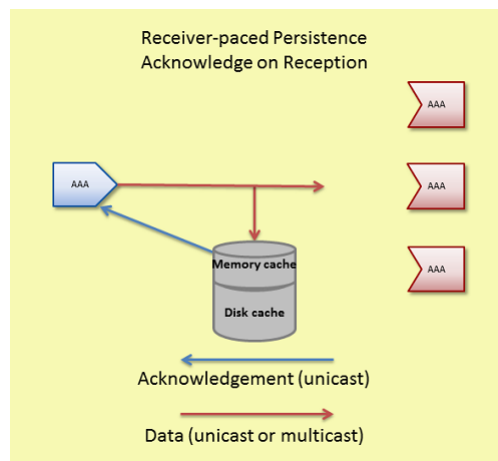 Receiver-paced Persistence
Acknowledge on Reception
AAA
AAA
AAA
AAA
Memory cache
Disk cache
Acknowledgement (unicast)
Data (unicast or multicast)